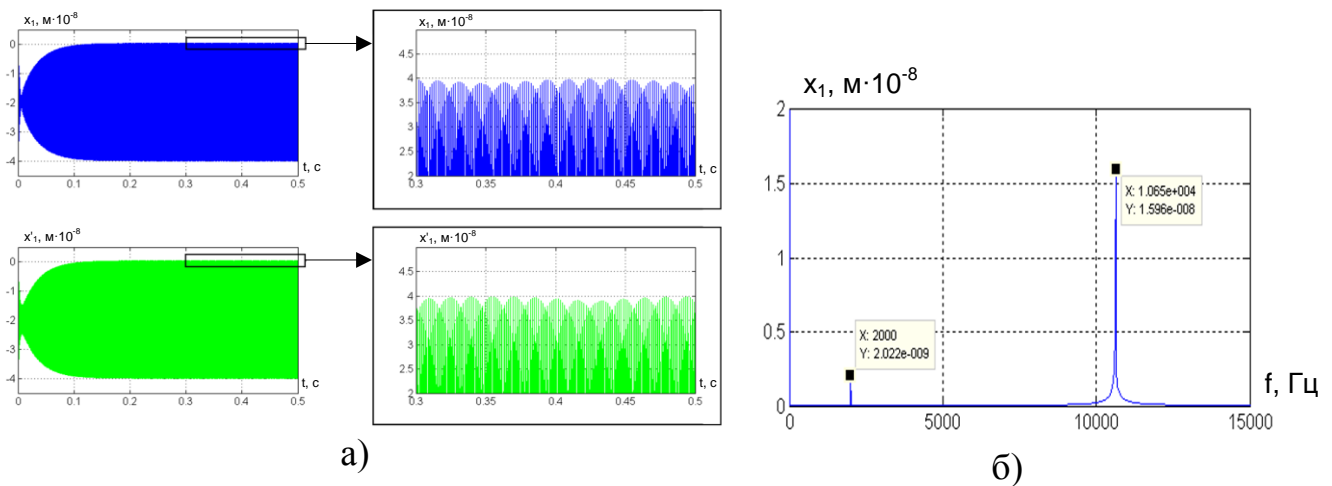 x₁, м·10⁻⁸
0
-1
-2
-3
-4
0 0.1 0.2 0.3 0.4 0.5
t, с
x₁, м·10⁻⁸
5
4.5
4
3.5
3
2.5
2
0.3 0.35 0.4 0.45 0.5
t, с
x'₁, м·10⁻⁸
0
-1
-2
-3
-4
0 0.1 0.2 0.3 0.4 0.5
t, с
x'₁, м·10⁻⁸
5
4.5
4
3.5
3
2.5
2
0.3 0.35 0.4 0.45 0.5
t, с
а)
x₁, м·10⁻⁸
2
1.5
1
0.5
0
X: 1.065e+004
Y: 1.596e-008
X: 2000
Y: 2.022e-009
0 5000 10000 15000
f, Гц
б)